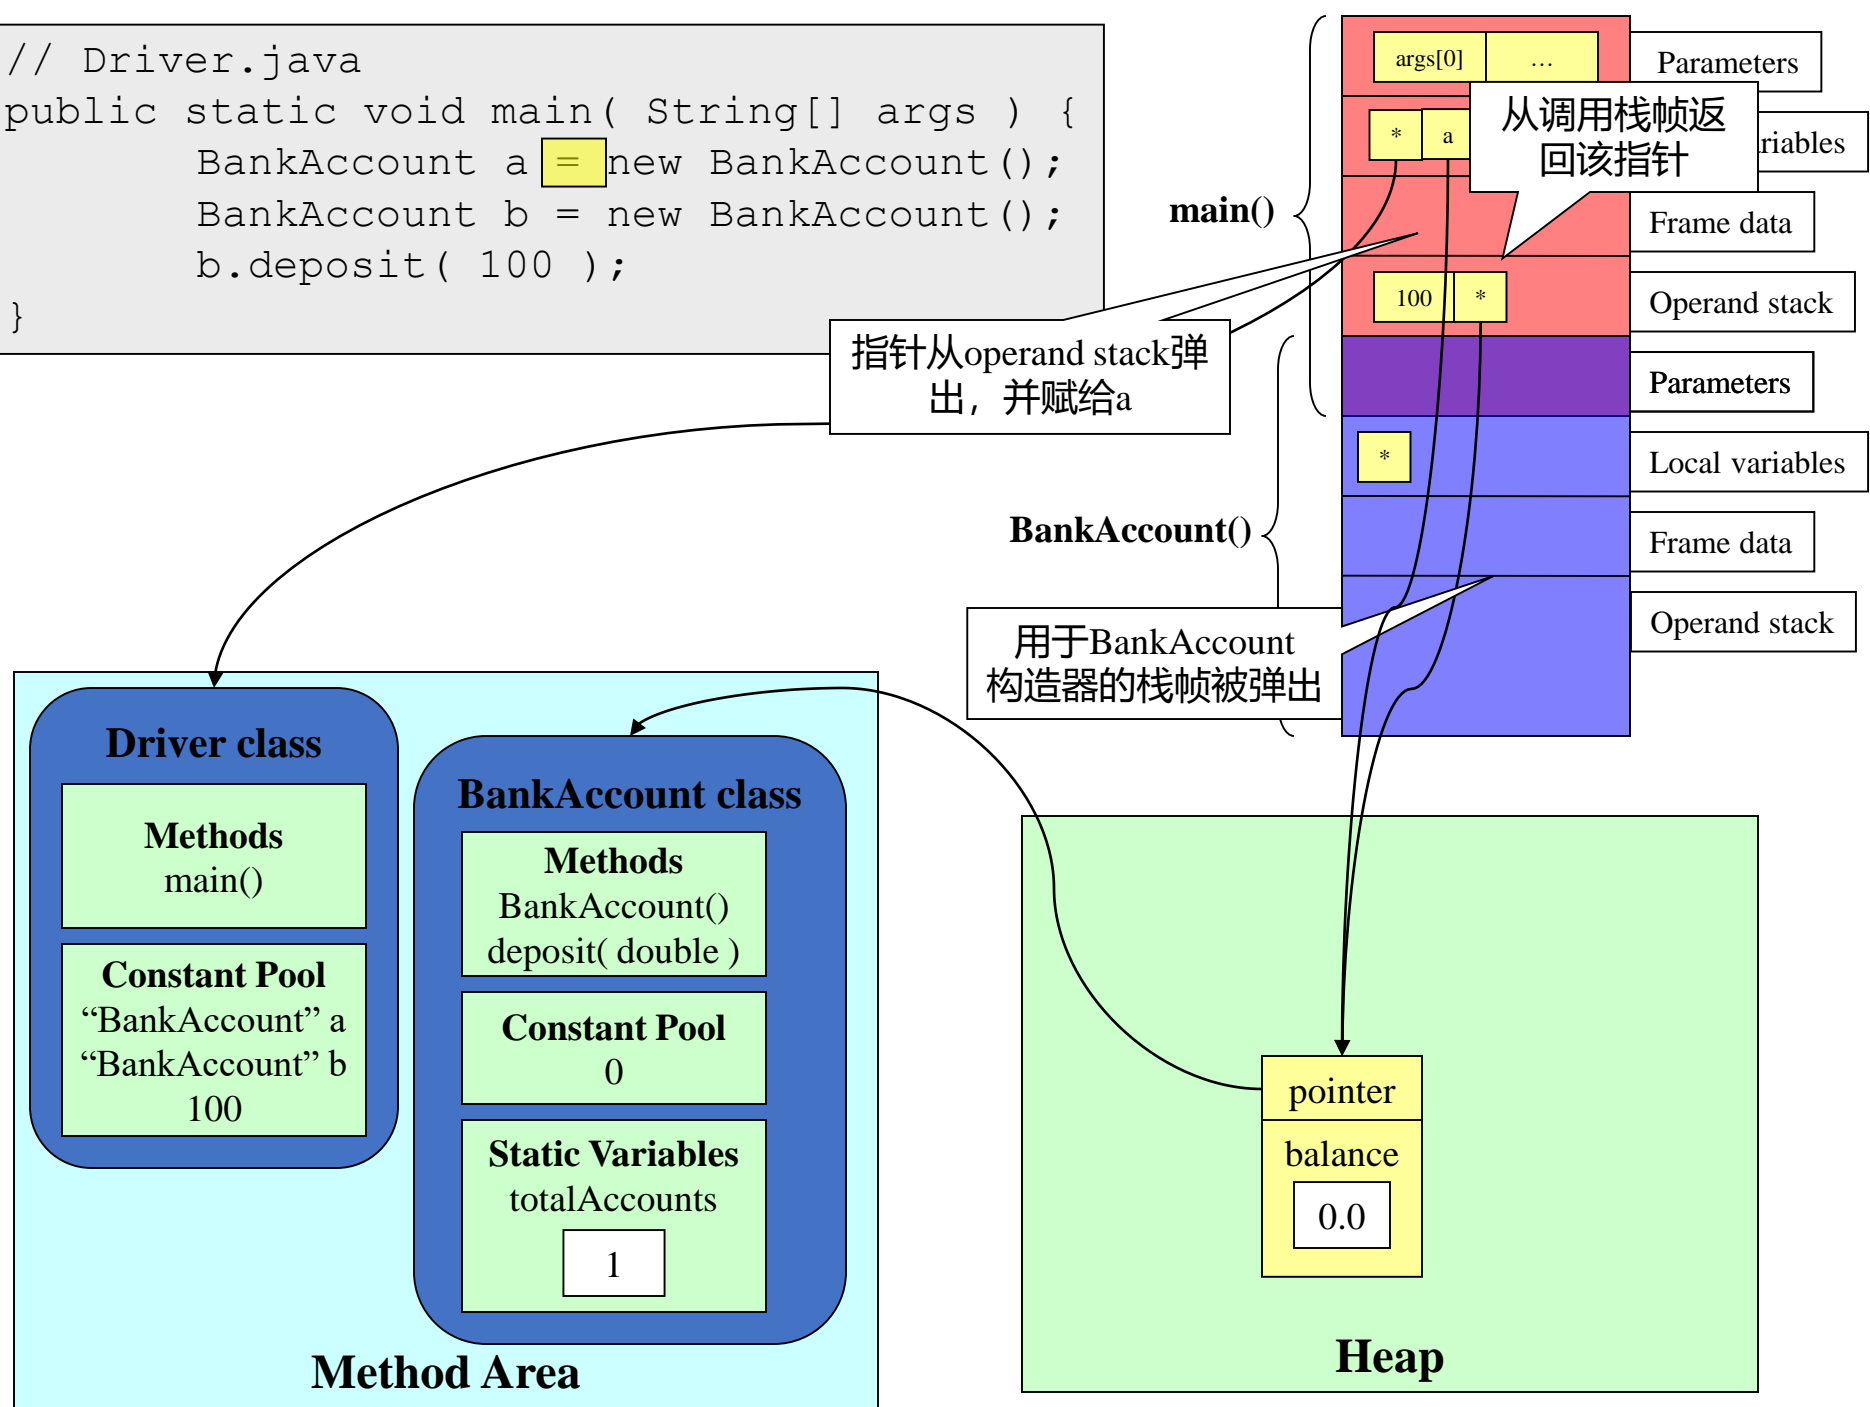 // Driver.java
public static void main( String[] args ) {
BankAccount a = new BankAccount();
BankAccount b = new BankAccount();
b.deposit( 100 );
}
args[0]
…
Parameters
*
a
riables
从调用栈帧返
回该指针
main()
Frame data
100
*
Operand stack
指针从operand stack弹
出，并赋给a
Parameters
*
Local variables
BankAccount()
Frame data
用于BankAccount
构造器的栈帧被弹出
Operand stack
Driver class
Methods
main()
Constant Pool
“BankAccount” a
“BankAccount” b
100
BankAccount class
Methods
BankAccount()
deposit( double )
Constant Pool
0
Static Variables
totalAccounts
1
Method Area
pointer
balance
0.0
Heap